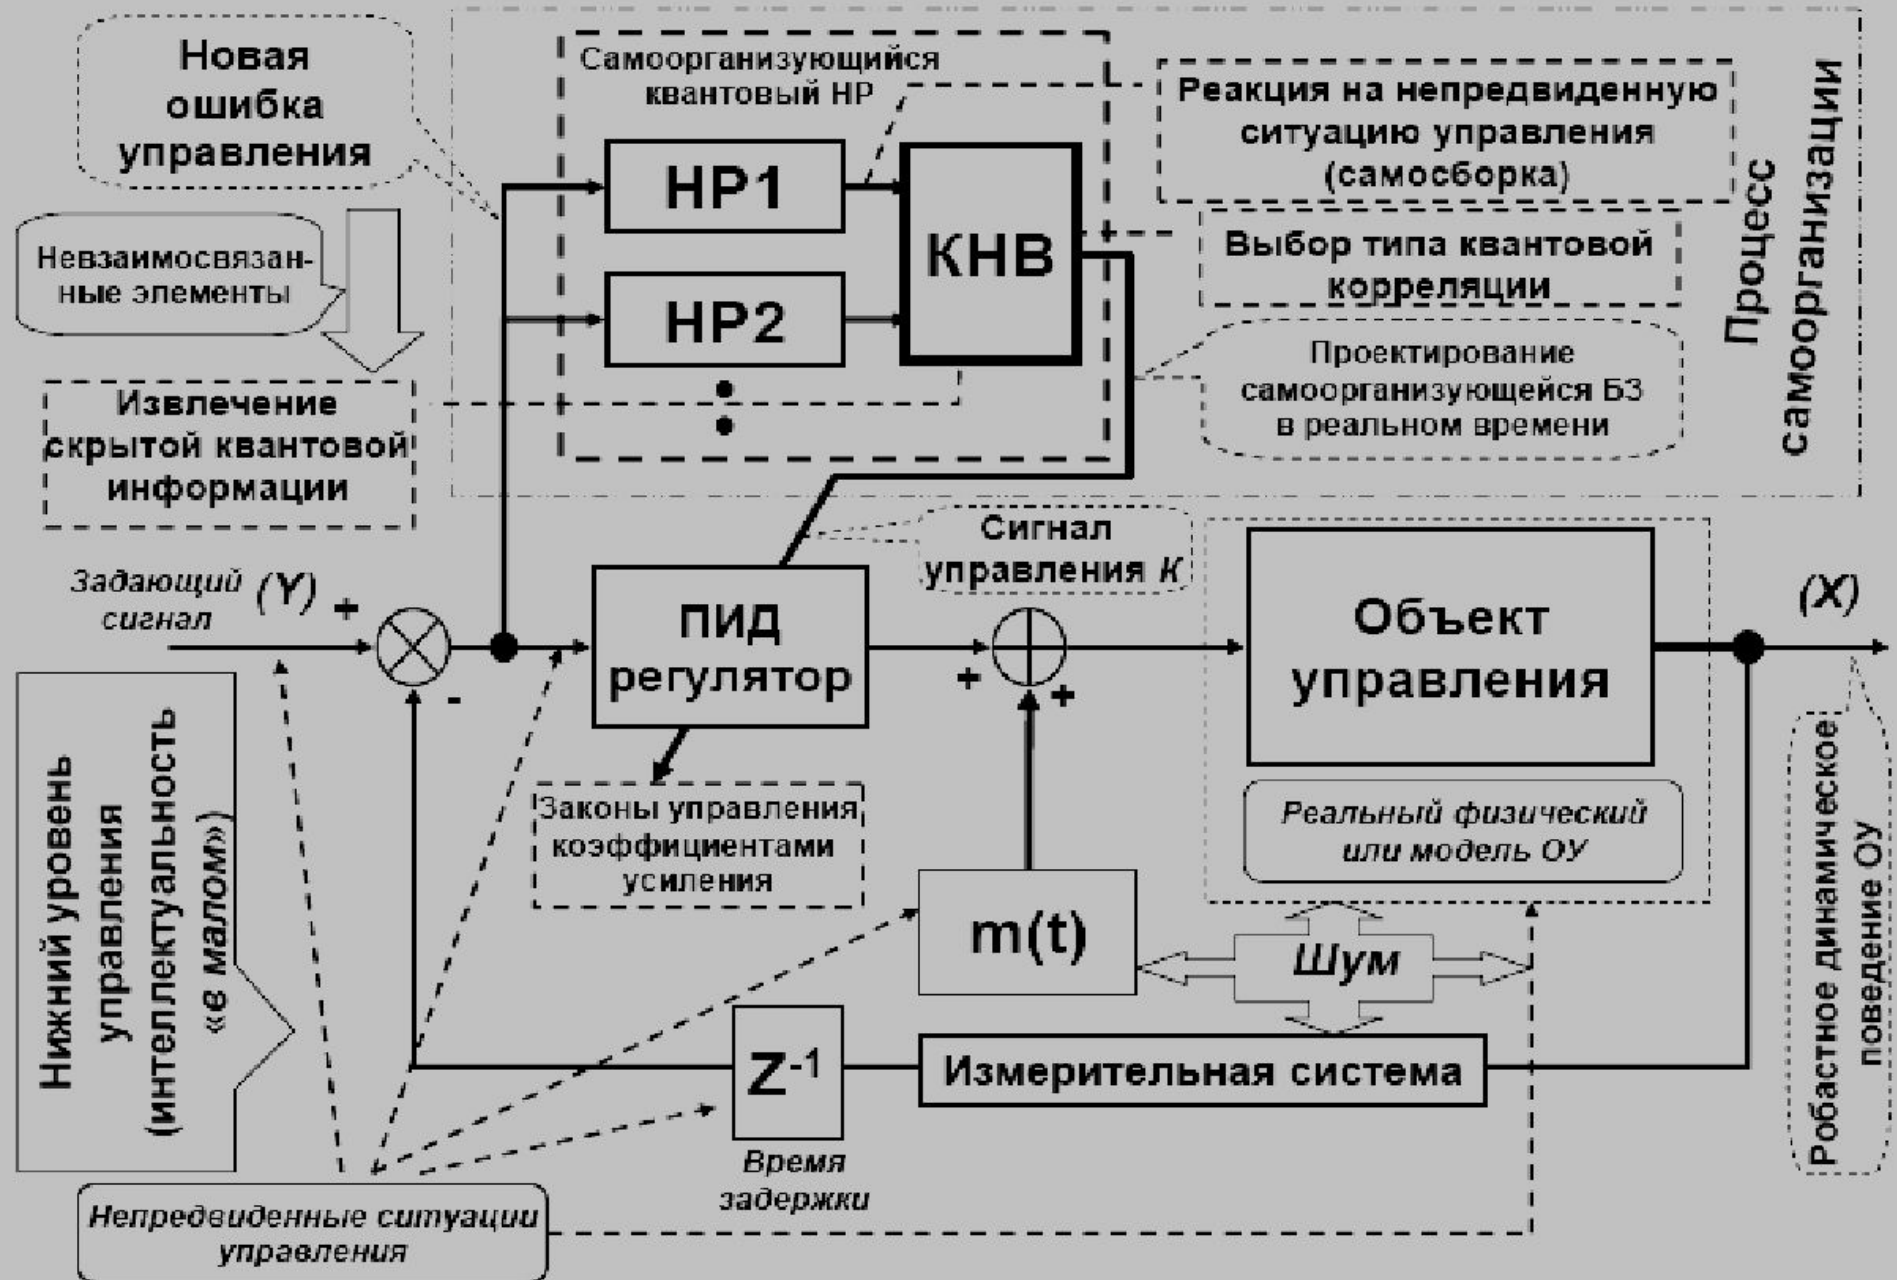 Новая
ошибка
управления
Самоорганизующийся
квантовый НР
Реакция на непредвиденную
ситуацию управления
(самосборка)
Процесс
самоорганизации
НР1
КНВ
Невзаимосвязан-
ные элементы
Выбор типа квантовой
корреляции
НР2
Проектирование
самоорганизующейся БЗ
в реальном времени
Извлечение
скрытой квантовой
информации
Сигнал
управления К
Задающий
сигнал
(Y)
+
-
ПИД
регулятор
+
+
Объект
управления
(X)
Нижний уровень
управления
(интеллектуальность
«в малом»)
Законы управления
коэффициентами
усиления
Реальный физический
или модель ОУ
Робастное динамическое
поведение ОУ
m(t)
Шум
Z-1
Измерительная система
Время
задержки
Непредвиденные ситуации
управления